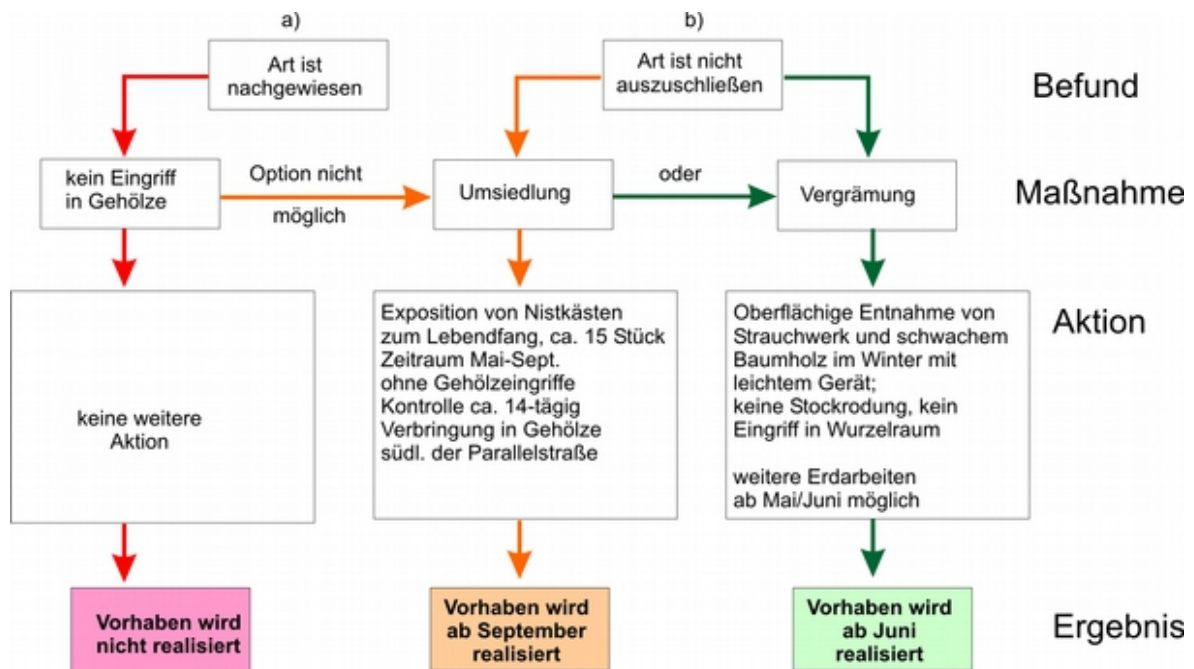 a)
b)
Art ist
nachgewiesen
Art ist nicht
auszuschließen
Befund
kein Eingriff
in Gehölze
Option nicht
möglich
Umsiedlung
oder
Vergrämung
Maßnahme
keine weitere
Aktion
Exposition von Nistkästen
zum Lebendfang, ca. 15 Stück
Zeitraum Mai-Sept.
ohne Gehölzeingriffe
Kontrolle ca. 14-tägig
Verbringung in Gehölze
südl. der Parallelstraße
Oberflächige Entnahme von
Strauchwerk und schwachem
Baumholz im Winter mit
leichtem Gerät;
keine Stockrodung, kein
Eingriff in Wurzelraum
weitere Erdarbeiten
ab Mai/Juni möglich
Aktion
Vorhaben wird
nicht realisiert
Vorhaben wird
ab September
realisiert
Vorhaben wird
ab Juni
realisiert
Ergebnis